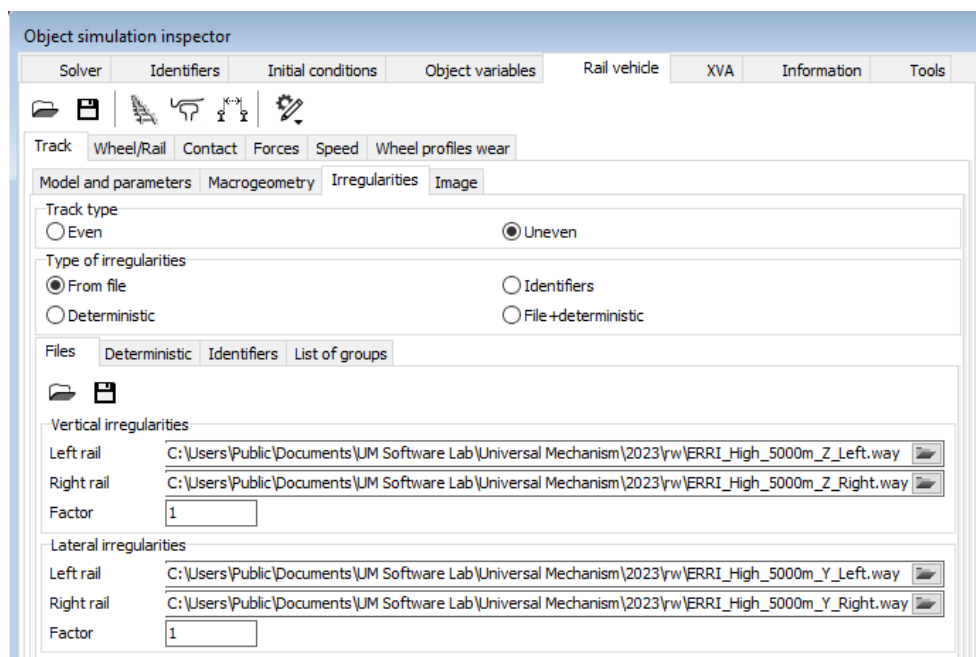 Object simulation inspector
Solver Identifiers Initial conditions Object variables Rail vehicle XVA Information Tools
Track Wheel/Rail Contact Forces Speed Wheel profiles wear
Model and parameters Macrogeometry Irregularities Image
Track type
Even Uneven
Type of irregularities
From file Identifiers
Deterministic File+deterministic
Files Deterministic Identifiers List of groups
Vertical irregularities
Left rail C:\Users\Public\Documents\UM Software Lab\Universal Mechanism\2023\rw\ERRI_High_5000m_Z_Left.way
Right rail C:\Users\Public\Documents\UM Software Lab\Universal Mechanism\2023\rw\ERRI_High_5000m_Z_Right.way
Factor 1
Lateral irregularities
Left rail C:\Users\Public\Documents\UM Software Lab\Universal Mechanism\2023\rw\ERRI_High_5000m_Y_Left.way
Right rail C:\Users\Public\Documents\UM Software Lab\Universal Mechanism\2023\rw\ERRI_High_5000m_Y_Right.way
Factor 1